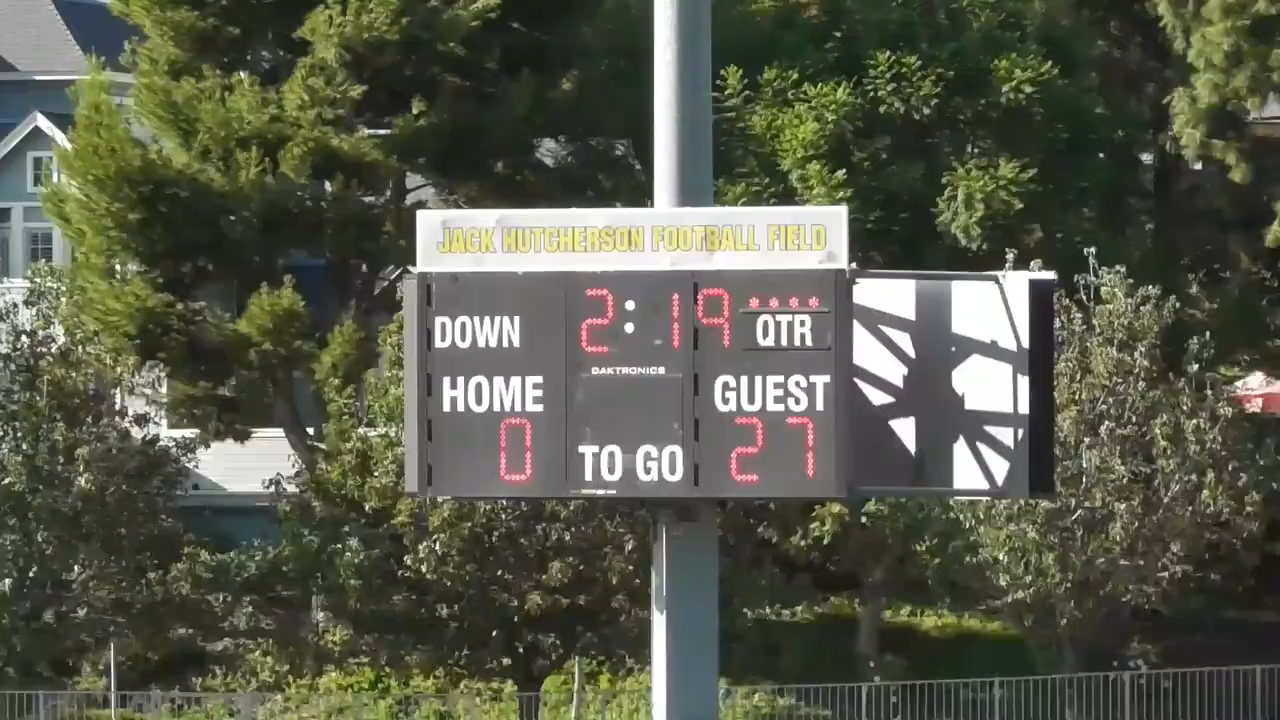 JACK HUTCHERSON FOOTBALL FIELD
DOWN 2:19 QTR
DAKTRONICS
HOME GUEST
0 TO GO 27